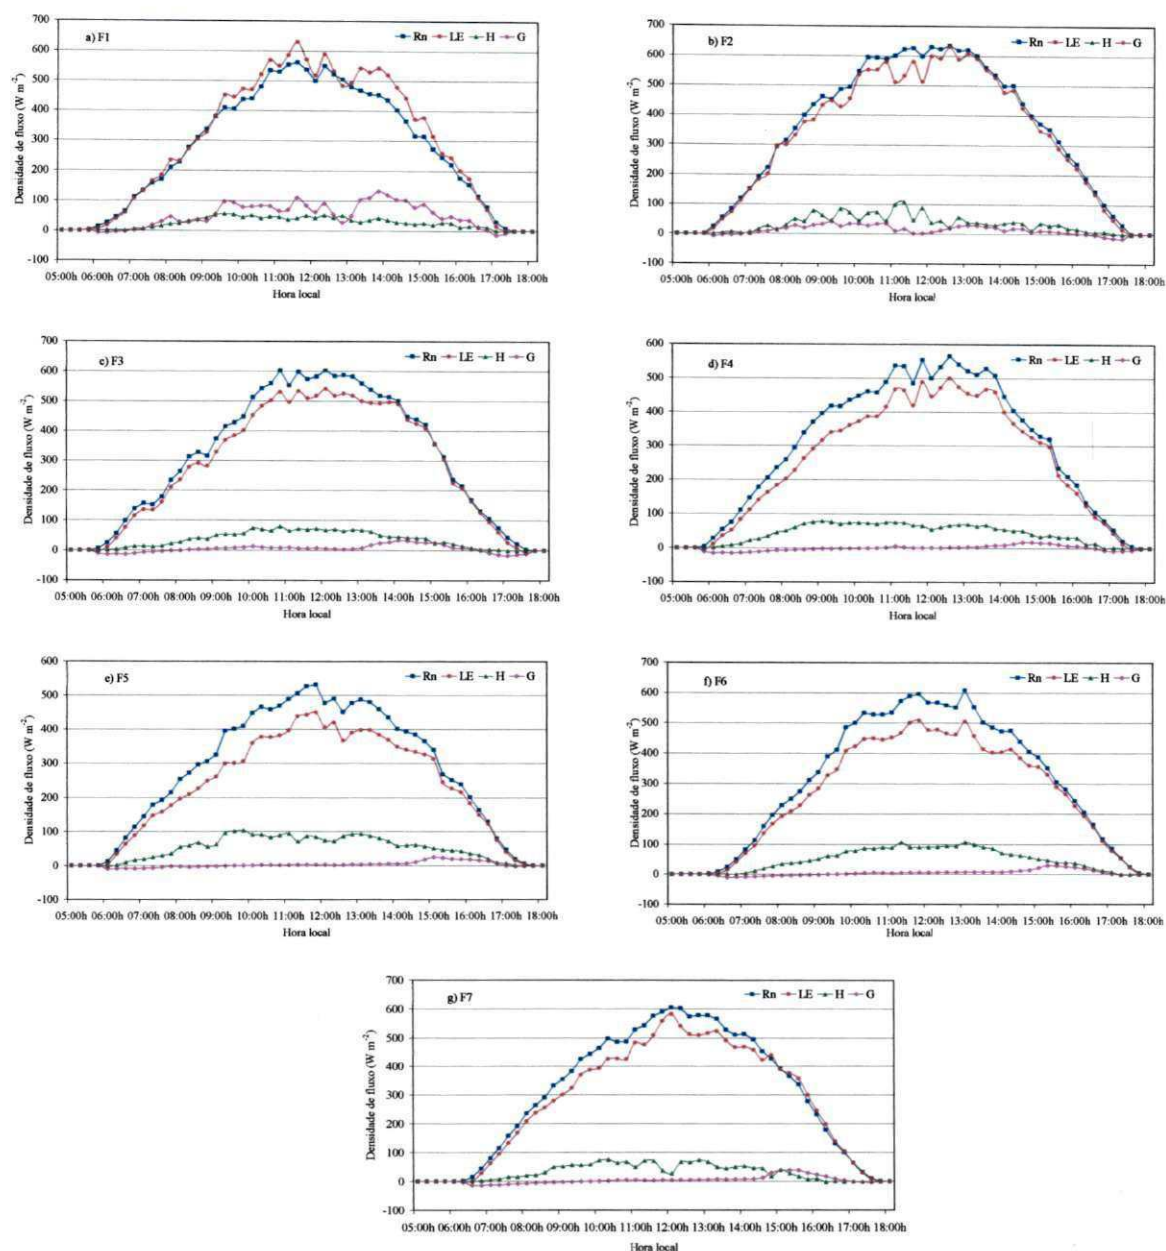 a) F1
Rn LE H G
Densidade de fluxo (W m⁻²)
700
600
500
400
300
200
100
0
-100
05:00h 06:00h 07:00h 08:00h 09:00h 10:00h 11:00h 12:00h 13:00h 14:00h 15:00h 16:00h 17:00h 18:00h
Hora local
b) F2
Rn LE H G
Densidade de fluxo (W m⁻²)
700
600
500
400
300
200
100
0
-100
05:00h 06:00h 07:00h 08:00h 09:00h 10:00h 11:00h 12:00h 13:00h 14:00h 15:00h 16:00h 17:00h 18:00h
Hora local
c) F3
Rn LE H G
Densidade de fluxo (W m⁻²)
700
600
500
400
300
200
100
0
-100
05:00h 06:00h 07:00h 08:00h 09:00h 10:00h 11:00h 12:00h 13:00h 14:00h 15:00h 16:00h 17:00h 18:00h
Hora local
d) F4
Rn LE H G
Densidade de fluxo (W m⁻²)
600
500
400
300
200
100
0
-100
05:00h 06:00h 07:00h 08:00h 09:00h 10:00h 11:00h 12:00h 13:00h 14:00h 15:00h 16:00h 17:00h 18:00h
Hora local
e) F5
Rn LE H G
Densidade de fluxo (W m⁻²)
600
500
400
300
200
100
0
-100
05:00h 06:00h 07:00h 08:00h 09:00h 10:00h 11:00h 12:00h 13:00h 14:00h 15:00h 16:00h 17:00h 18:00h
Hora local
f) F6
Rn LE H G
Densidade de fluxo (W m⁻²)
700
600
500
400
300
200
100
0
-100
05:00h 06:00h 07:00h 08:00h 09:00h 10:00h 11:00h 12:00h 13:00h 14:00h 15:00h 16:00h 17:00h 18:00h
Hora local
g) F7
Rn LE H G
Densidade de fluxo (W m⁻²)
700
600
500
400
300
200
100
0
-100
05:00h 06:00h 07:00h 08:00h 09:00h 10:00h 11:00h 12:00h 13:00h 14:00h 15:00h 16:00h 17:00h 18:00h
Hora local